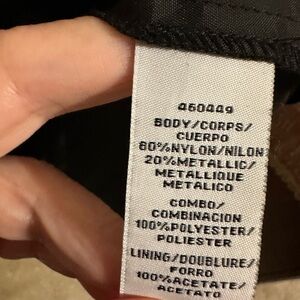 460449
BODY/CORPS/
CUERPO
80%NYLON/NILON
20%METALLIC/
METALLIQUE
METALICO
COMBO/
COMBINACION
100%POLYESTER/
POLIESTER
LINING/DOUBLURE/
FORRO
100%ACETATE/
ACETATO